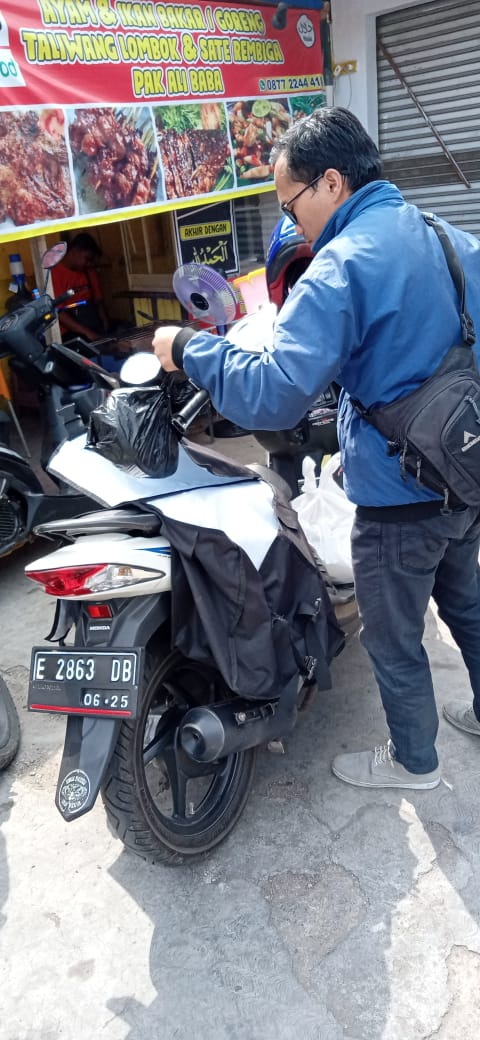 AYAM & IKAN BAKAR / GORENG
TALIWANG LOMBOK & SATE REMBIGA
PAK ALI BABA
0877 2244 41
AKHIR DENGAN
الحمد لله
HONDA
E 2863 DB
06·25